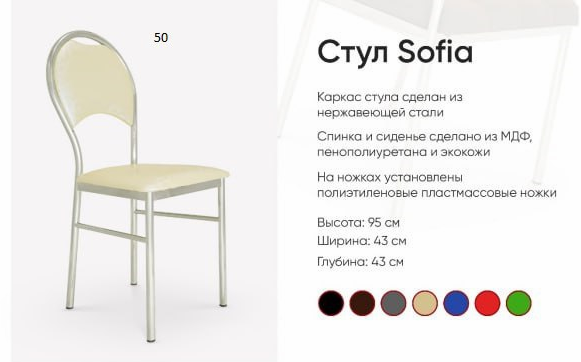 50
Стул Sofia
Каркас стула сделан из
нержавеющей стали
Спинка и сиденье сделано из МДФ,
пенополиуретана и экокожи
На ножках установлены
полиэтиленовые пластмассовые ножки
Высота: 95 см
Ширина: 43 см
Глубина: 43 см